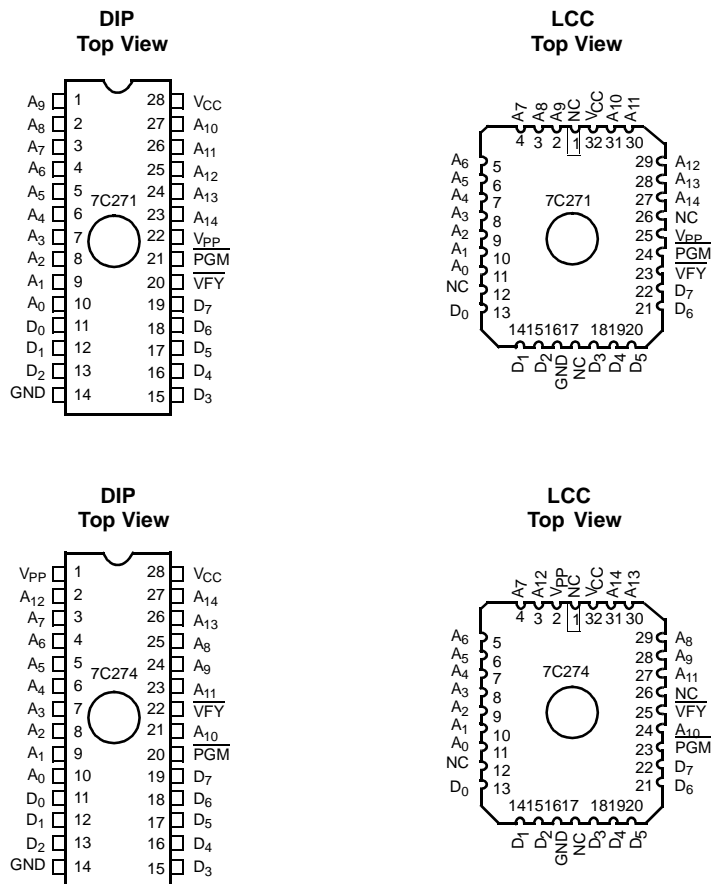 DIP
Top View
A9 1 28 VCC
A8 2 27 A10
A7 3 26 A11
A6 4 25 A12
A5 5 24 A13
A4 6 23 A14
7C271
A3 7 22 VPP
A2 8 21 PGM
A1 9 20 VFY
A0 10 19 D7
D0 11 18 D6
D1 12 17 D5
D2 13 16 D4
GND 14 15 D3
LCC
Top View
A7 A8 A9 NC VCC A10 A11
4 3 2 1 32 31 30
A6 5 29 A12
A5 6 28 A13
A4 7 27 A14
7C271
A3 8 26 NC
A2 9 25 VPP
A1 10 24 PGM
A0 11 23 VFY
NC 12 22 D7
D0 13 21 D6
14 15 16 17 18 19 20
D1 D2 GND NC D3 D4 D5
DIP
Top View
VPP 1 28 VCC
A12 2 27 A14
A7 3 26 A13
A6 4 25 A8
A5 5 24 A9
7C274
A4 6 23 A11
A3 7 22 VFY
A2 8 21 A10
A1 9 20 PGM
A0 10 19 D7
D0 11 18 D6
D1 12 17 D5
D2 13 16 D4
GND 14 15 D3
LCC
Top View
A7 A12 VPP NC VCC A14 A13
4 3 2 1 32 31 30
A6 5 29 A8
A5 6 28 A9
A4 7 27 A11
7C274
A3 8 26 NC
A2 9 25 VFY
A1 10 24 A10
A0 11 23 PGM
NC 12 22 D7
D0 13 21 D6
14 15 16 17 18 19 20
D1 D2 GND NC D3 D4 D5